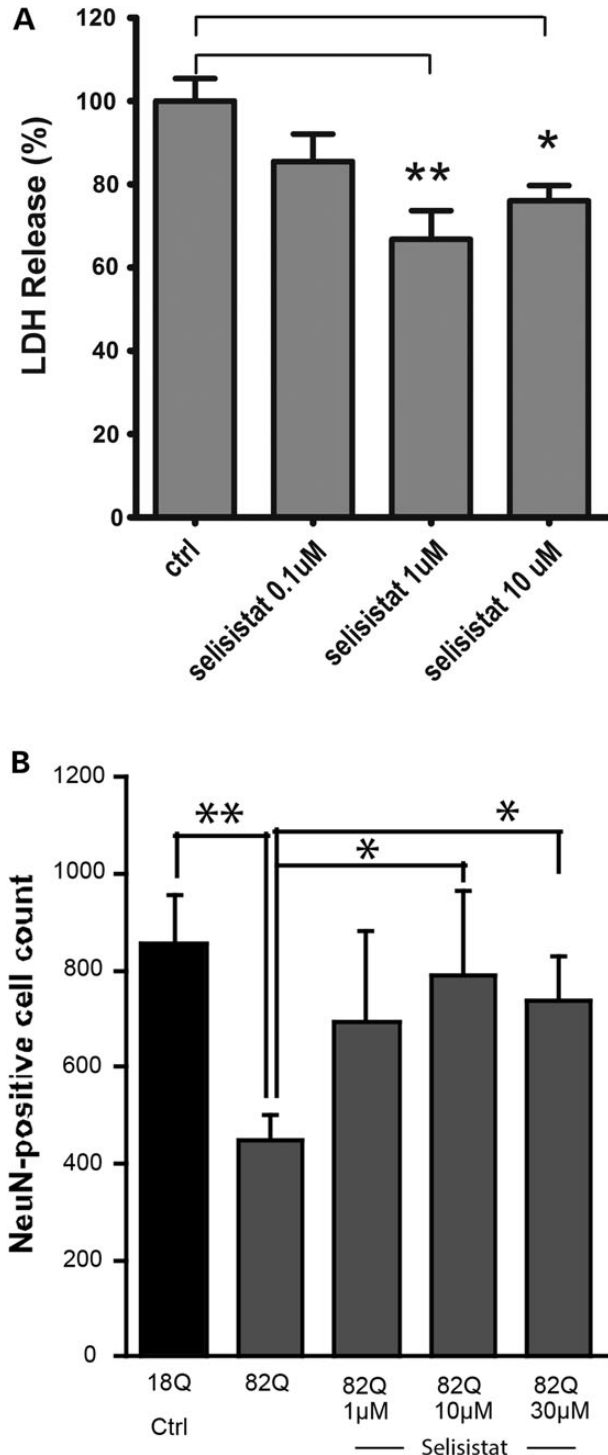 A
120
100
80
60
40
20
0
LDH Release (%)
**
*
ctrl
selisistat 0.1uM
selisistat 1uM
selisistat 10 uM
B
1200
1000
800
600
400
200
0
NeuN-positive cell count
**
*
*
18Q 82Q 82Q 82Q 82Q
Ctrl 1µM 10µM 30µM
Selisistat